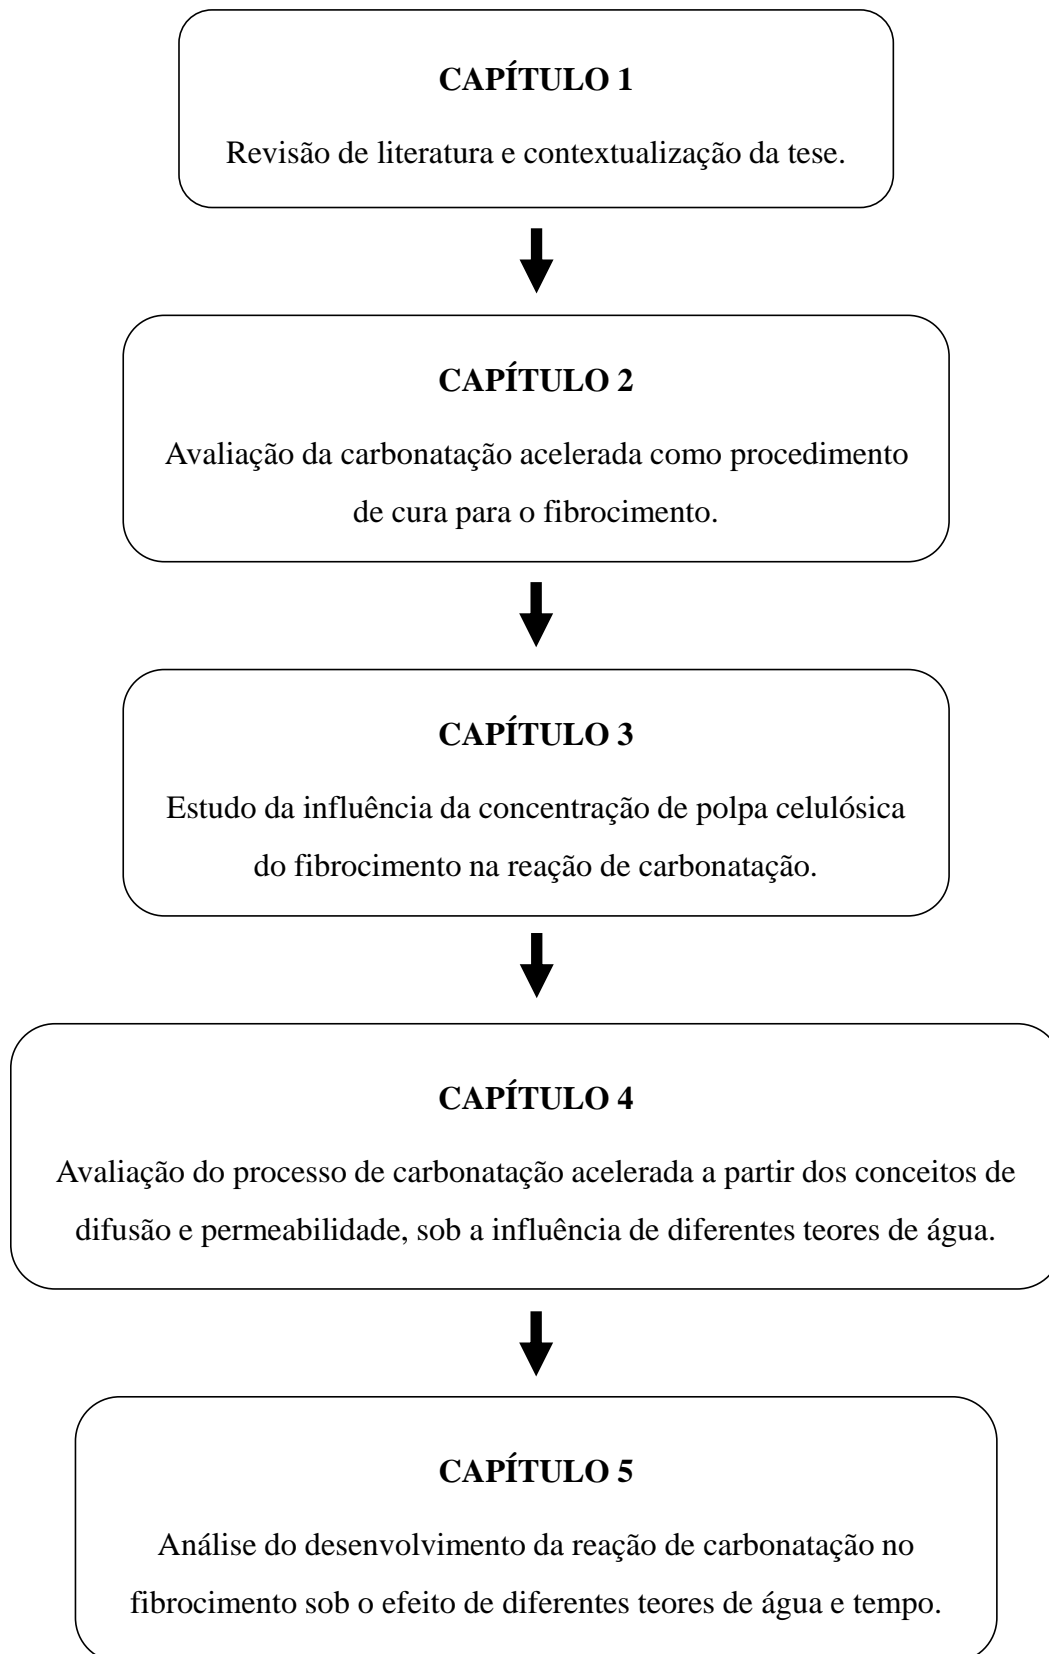 CAPÍTULO 1
Revisão de literatura e contextualização da tese.
CAPÍTULO 2
Avaliação da carbonatação acelerada como procedimento
de cura para o fibrocimento.
CAPÍTULO 3
Estudo da influência da concentração de polpa celulósica
do fibrocimento na reação de carbonatação.
CAPÍTULO 4
Avaliação do processo de carbonatação acelerada a partir dos conceitos de
difusão e permeabilidade, sob a influência de diferentes teores de água.
CAPÍTULO 5
Análise do desenvolvimento da reação de carbonatação no
fibrocimento sob o efeito de diferentes teores de água e tempo.